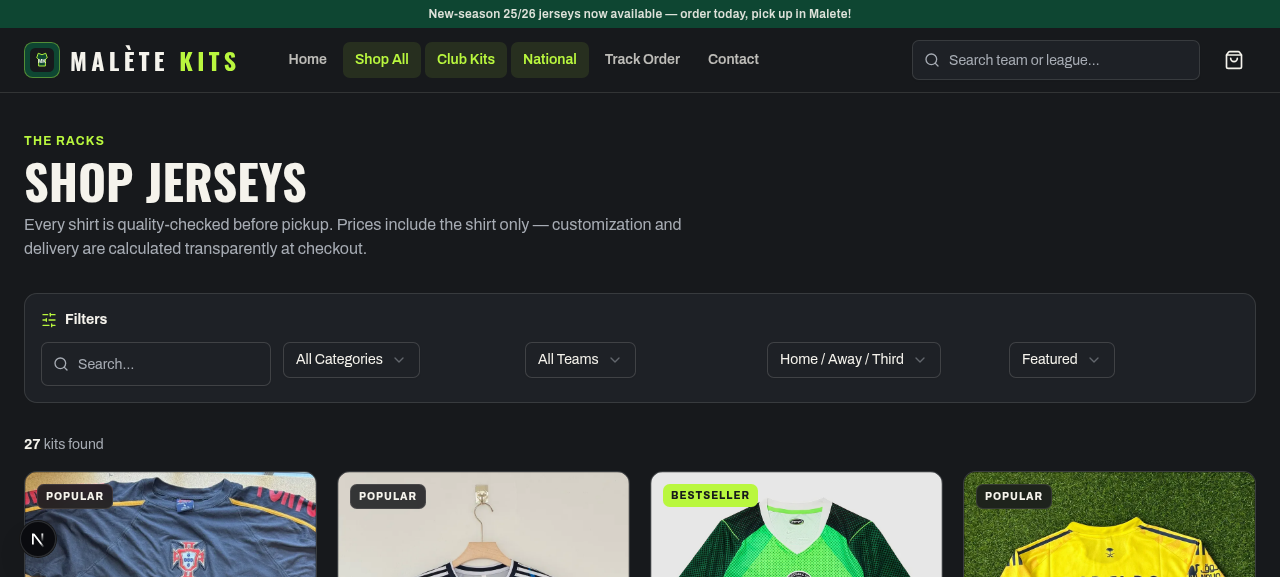 New-season 25/26 jerseys now available — order today, pick up in Malete!
MALÈTE KITS
Home
Shop All
Club Kits
National
Track Order
Contact
Search team or league...
THE RACKS
SHOP JERSEYS
Every shirt is quality-checked before pickup. Prices include the shirt only — customization and
delivery are calculated transparently at checkout.
Filters
Search...
All Categories
All Teams
Home / Away / Third
Featured
27 kits found
POPULAR
POPULAR
BESTSELLER
POPULAR
N